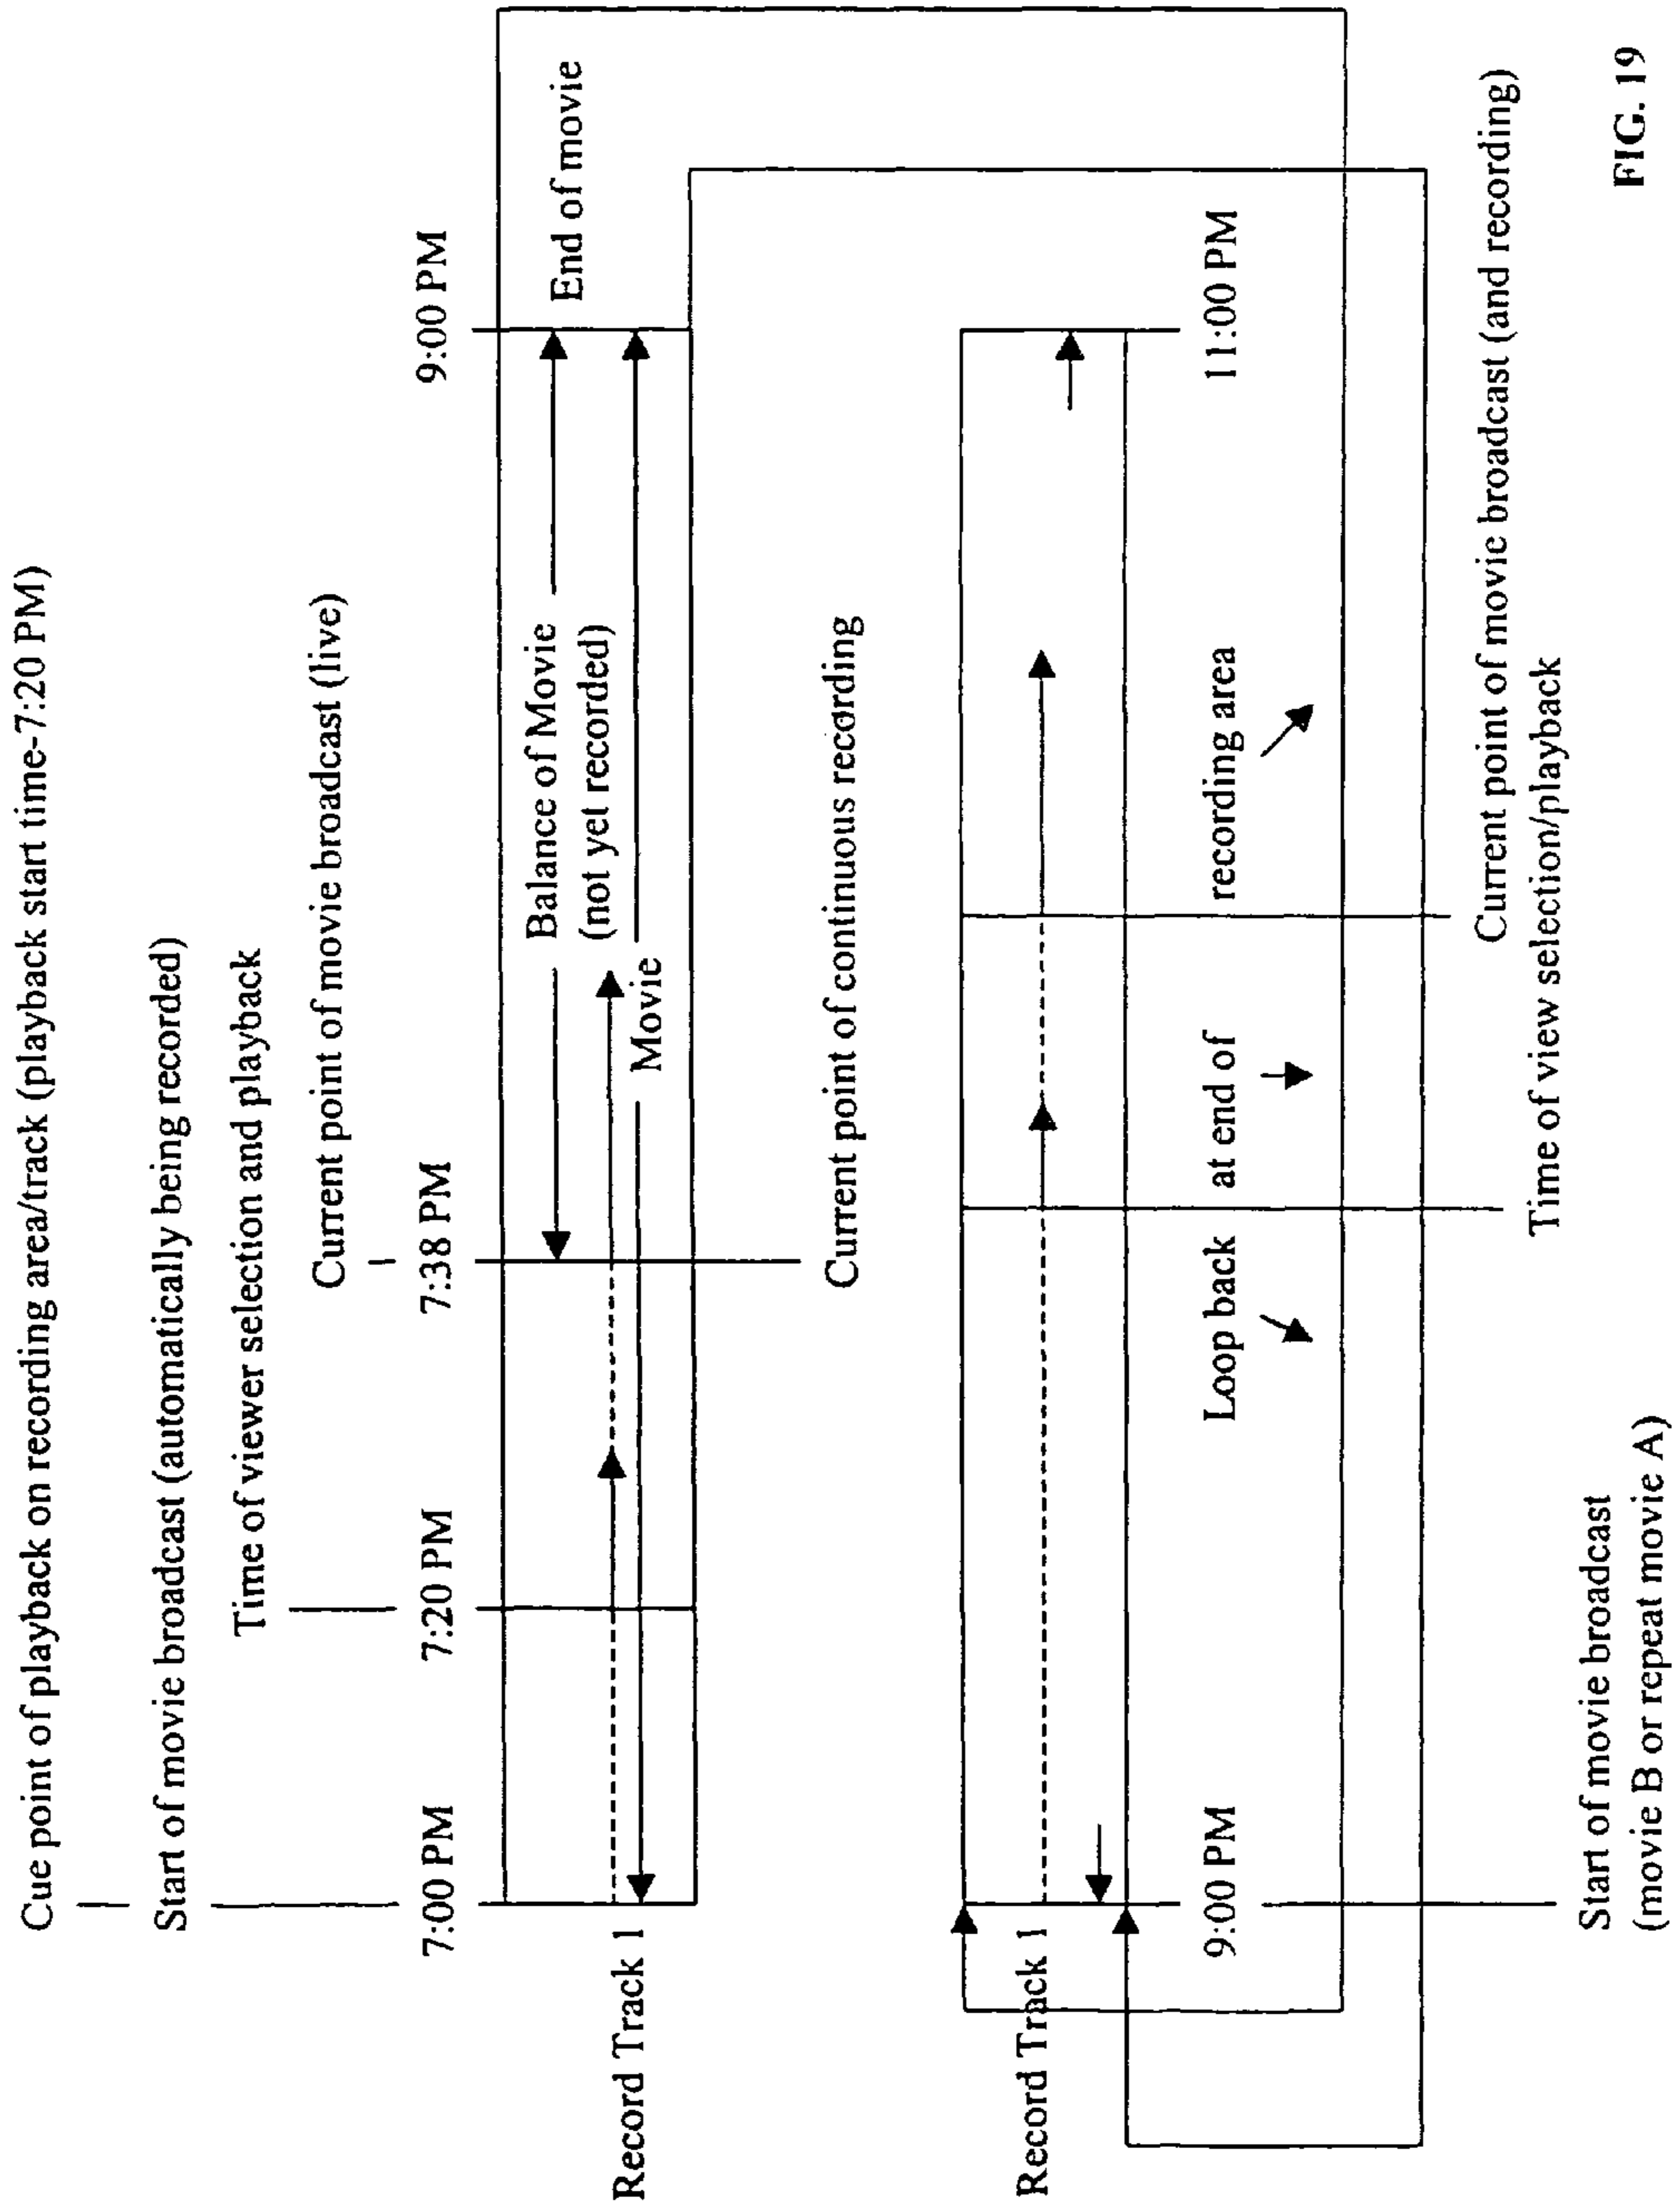 Cue point of playback on recording area/track (playback start time-7:20 PM)
Start of movie broadcast (automatically being recorded)
Time of viewer selection and playback
Current point of movie broadcast (live)
7:00 PM
7:20 PM
7:38 PM
9:00 PM
Balance of Movie
(not yet recorded)
End of movie
Record Track 1
Movie
Current point of continuous recording
Record Track 1
9:00 PM
Loop back
at end of
recording area
11:00 PM
Current point of movie broadcast (and recording)
Time of view selection/playback
Start of movie broadcast
(movie B or repeat movie A)
FIG. 19